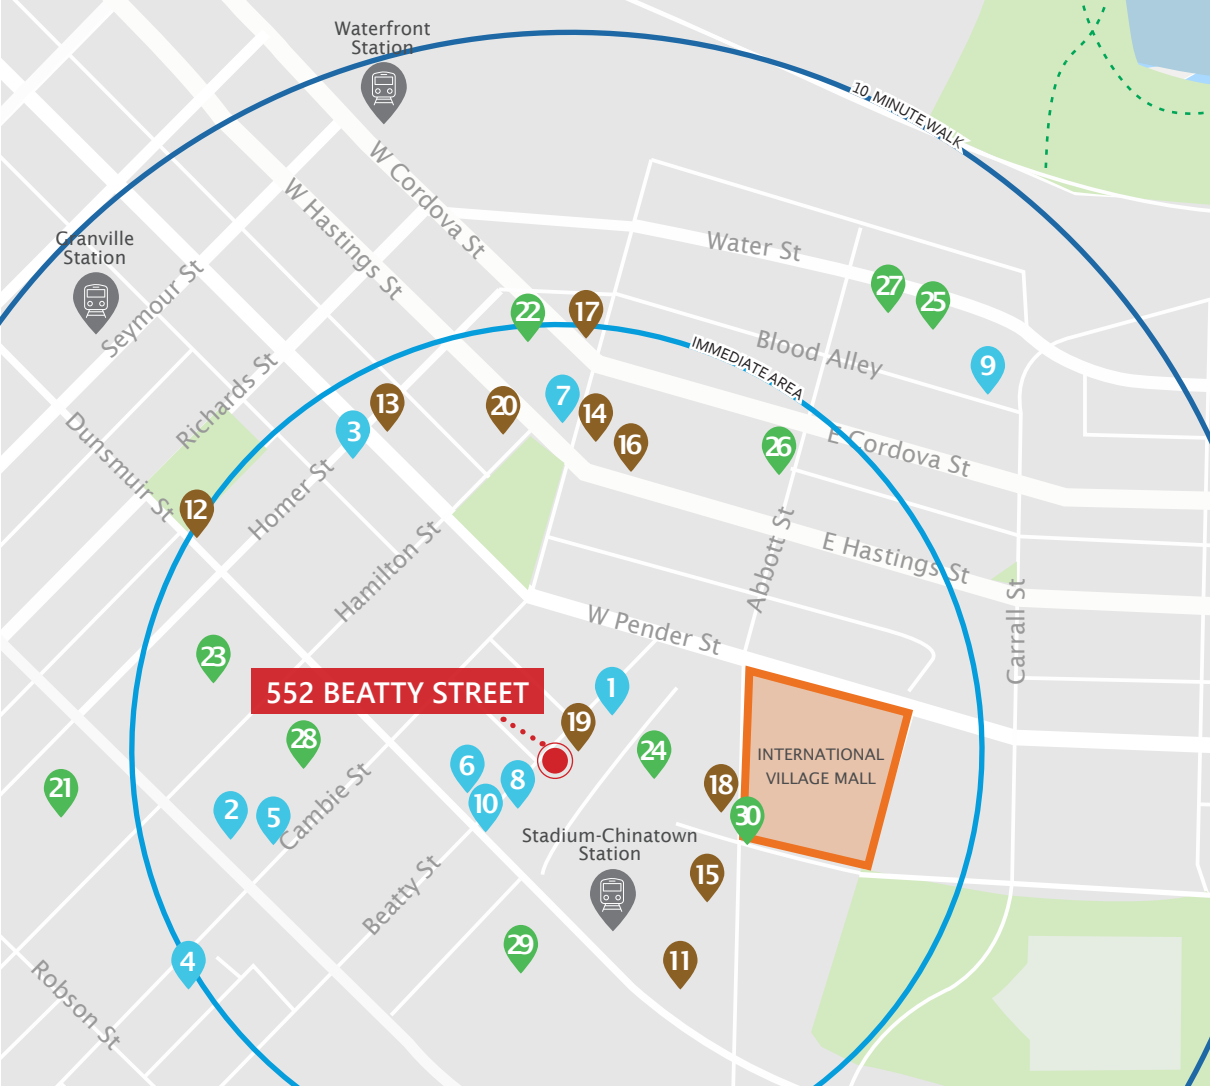 Waterfront
Station
10 MINUTE WALK
W Cordova St
W Hastings St
Granville
Station
Seymour St
Water St
27
25
22
17
Blood Alley
IMMEDIATE AREA
9
Richards St
7
13
20
14
3
16
26
E Cordova St
Dunsmuir St
12
Homer St
Hamilton St
Abbott St
E Hastings St
W Pender St
Carrall St
23
552 BEATTY STREET
1
19
28
24
INTERNATIONAL
VILLAGE MALL
6
8
18
21
10
2
5
30
Cambie St
Stadium-Chinatown
Station
15
Beatty St
29
4
11
Robson St